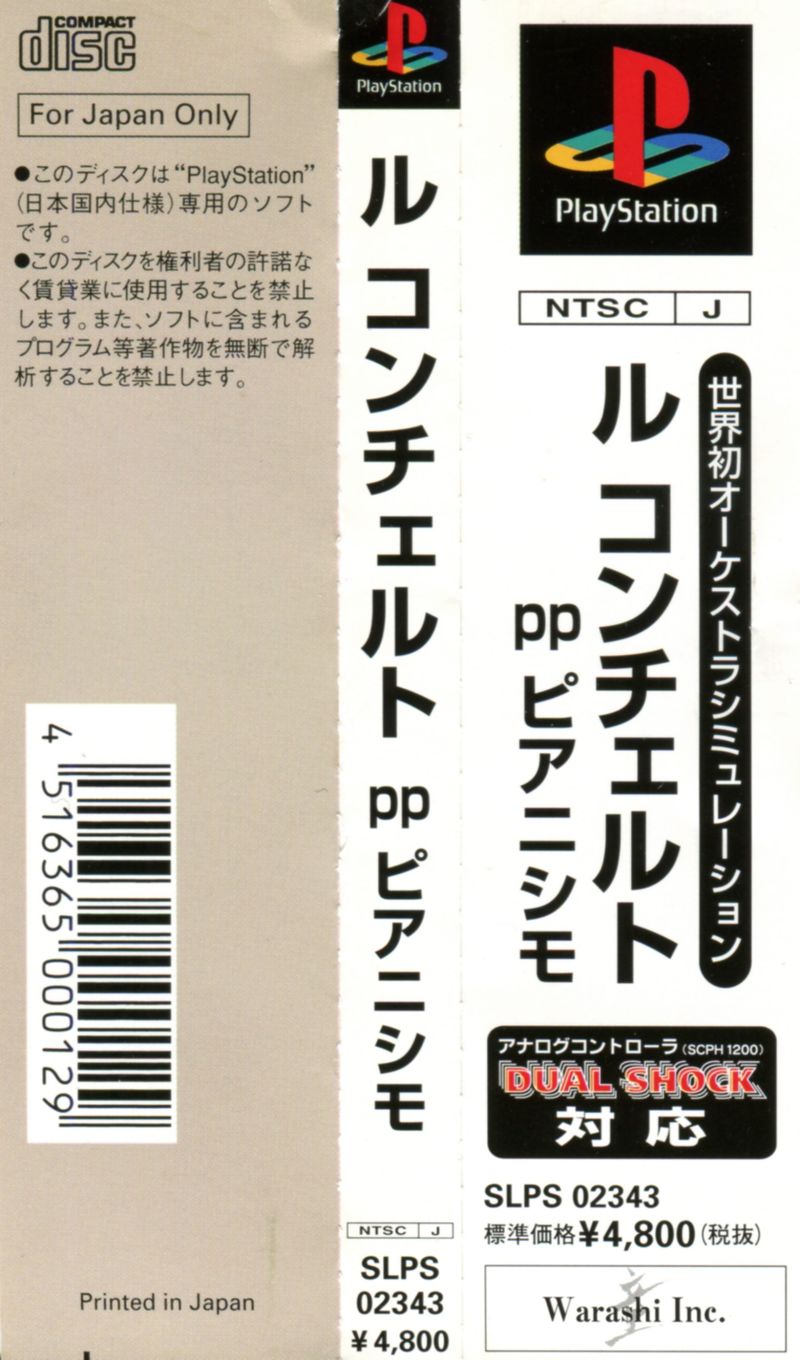 COMPACT
disc
For Japan Only
●このディスクは“PlayStation”
(日本国内仕様)専用のソフト
です。
●このディスクを権利者の許諾な
く賃貸業に使用することを禁止
します。また、ソフトに含まれる
プログラム等著作物を無断で解
析することを禁止します。
4 516365 000129
Printed in Japan
PlayStation
ル コンチェルト pp ピアニシモ
NTSC J
SLPS
02343
¥4,800
PlayStation
NTSC J
世界初オーケストラシミュレーション
ル コンチェルト
pp ピアニシモ
アナログコントローラ(SCPH 1200)
DUAL SHOCK
対応
SLPS 02343
標準価格¥4,800(税抜)
Warashi Inc.
童